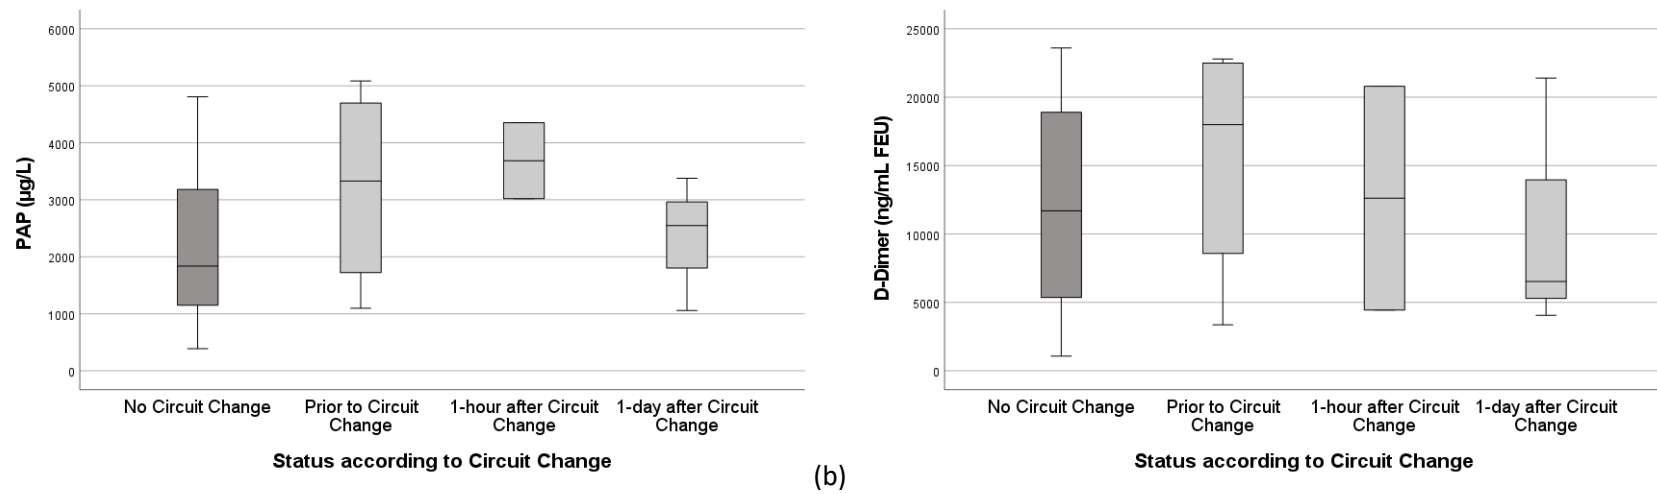 PAP (µg/L)
6000
5000
4000
3000
2000
1000
0
No Circuit Change
Prior to Circuit
Change
1-hour after Circuit
Change
1-day after Circuit
Change
Status according to Circuit Change
(b)
D-Dimer (ng/mL FEU)
25000
20000
15000
10000
5000
0
No Circuit Change
Prior to Circuit
Change
1-hour after Circuit
Change
1-day after Circuit
Change
Status according to Circuit Change